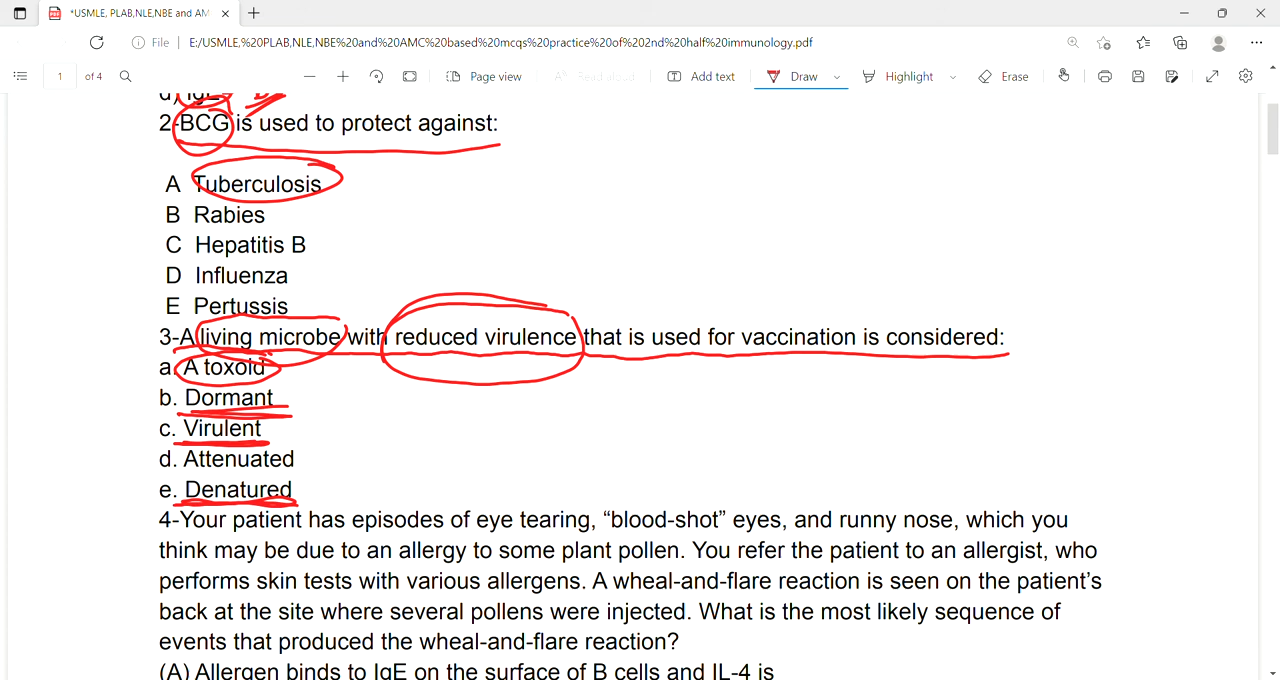 *USMLE, PLAB,NLE,NBE and AM
File
E:/USMLE,%20PLAB,NLE,NBE%20and%20AMC%20based%20mcqs%20practice%20of%202nd%20half%20immunology.pdf
1 of 4
Page view
Read aloud
Add text
Draw
Highlight
Erase
d) IgE
2-BCG is used to protect against:
A Tuberculosis
B Rabies
C Hepatitis B
D Influenza
E Pertussis
3-A living microbe with reduced virulence that is used for vaccination is considered:
a. A toxoid
b. Dormant
c. Virulent
d. Attenuated
e. Denatured
4-Your patient has episodes of eye tearing, “blood-shot” eyes, and runny nose, which you
think may be due to an allergy to some plant pollen. You refer the patient to an allergist, who
performs skin tests with various allergens. A wheal-and-flare reaction is seen on the patient’s
back at the site where several pollens were injected. What is the most likely sequence of
events that produced the wheal-and-flare reaction?
(A) Allergen binds to IgE on the surface of B cells and IL-4 is